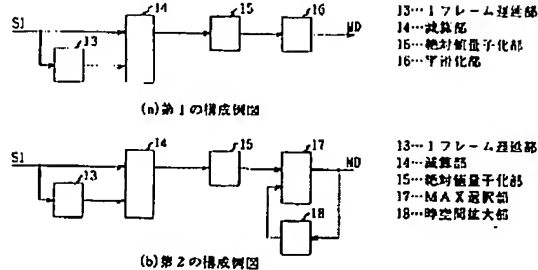 S1
13
14
15
16
MD
(a)第1の構成例図
13…1フレーム遅延部
14…減算部
15…絶対値量子化部
16…平滑化部
S1
13
14
15
17
MD
18
(b)第2の構成例図
13…1フレーム遅延部
14…減算部
15…絶対値量子化部
17…MAX選択部
18…時空間拡大部